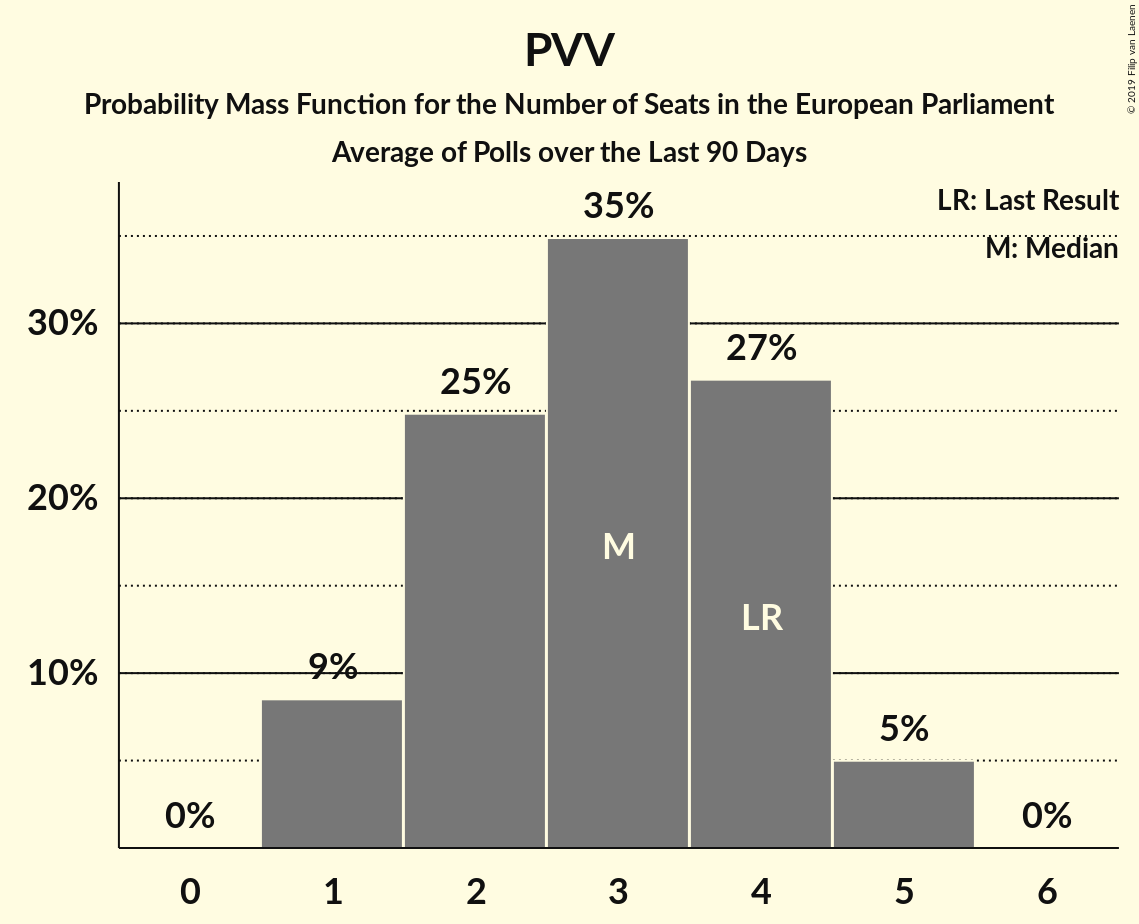 PVV
Probability Mass Function for the Number of Seats in the European Parliament
Average of Polls over the Last 90 Days
© 2019 Filip van Laenen
LR: Last Result
M: Median
35%
30%
27%
25%
20%
M
LR
10%
9%
5%
0%
0%
0 1 2 3 4 5 6